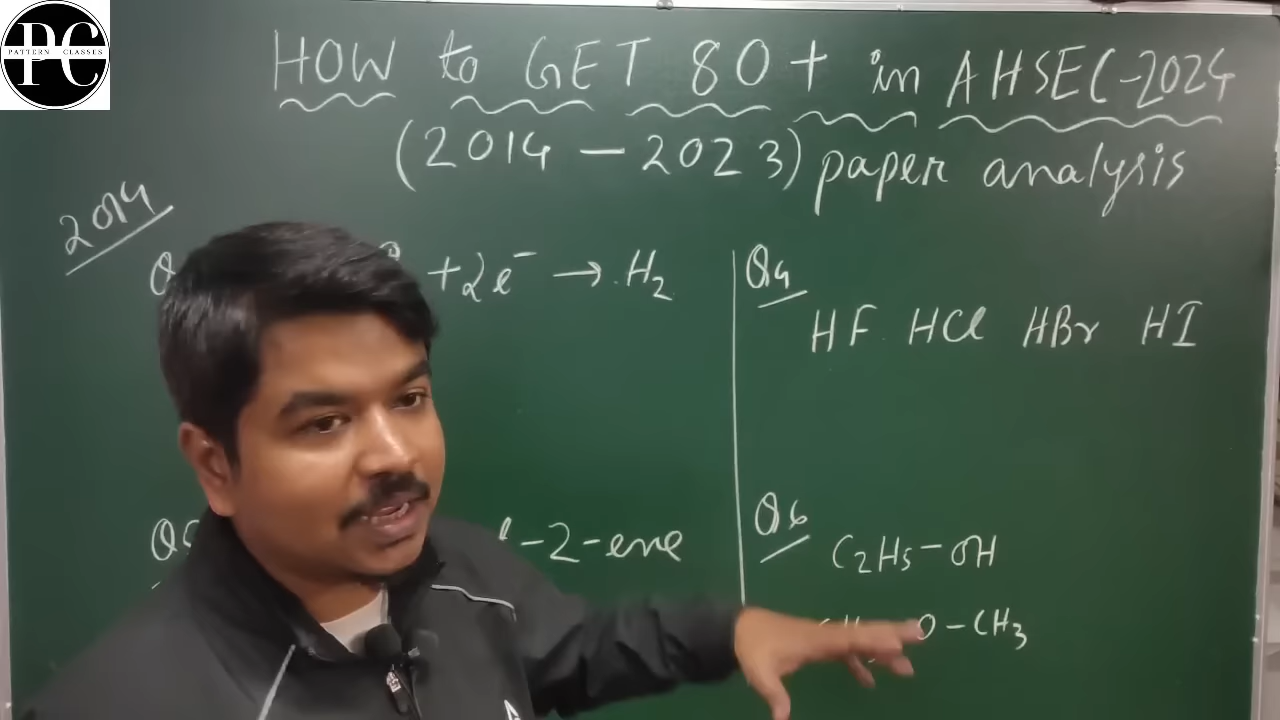 PC
PATTERN CLASSES
HOW to GET 80+ in AHSEC-2024
(2014 – 2023) paper analysis
2014
+2e⁻ → H₂
Q4
HF HCl HBr HI
-2-ene
Q6
C₂H₅–OH
O–CH₃